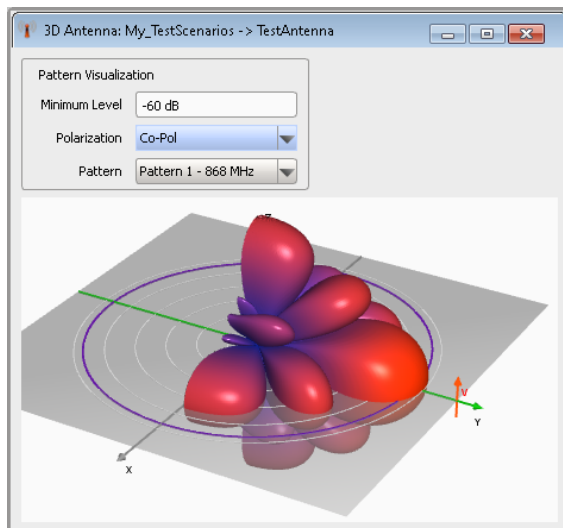 3D Antenna: My_TestScenarios -> TestAntenna
Pattern Visualization
Minimum Level -60 dB
Polarization Co-Pol
Pattern Pattern 1 - 868 MHz
V
Y
X